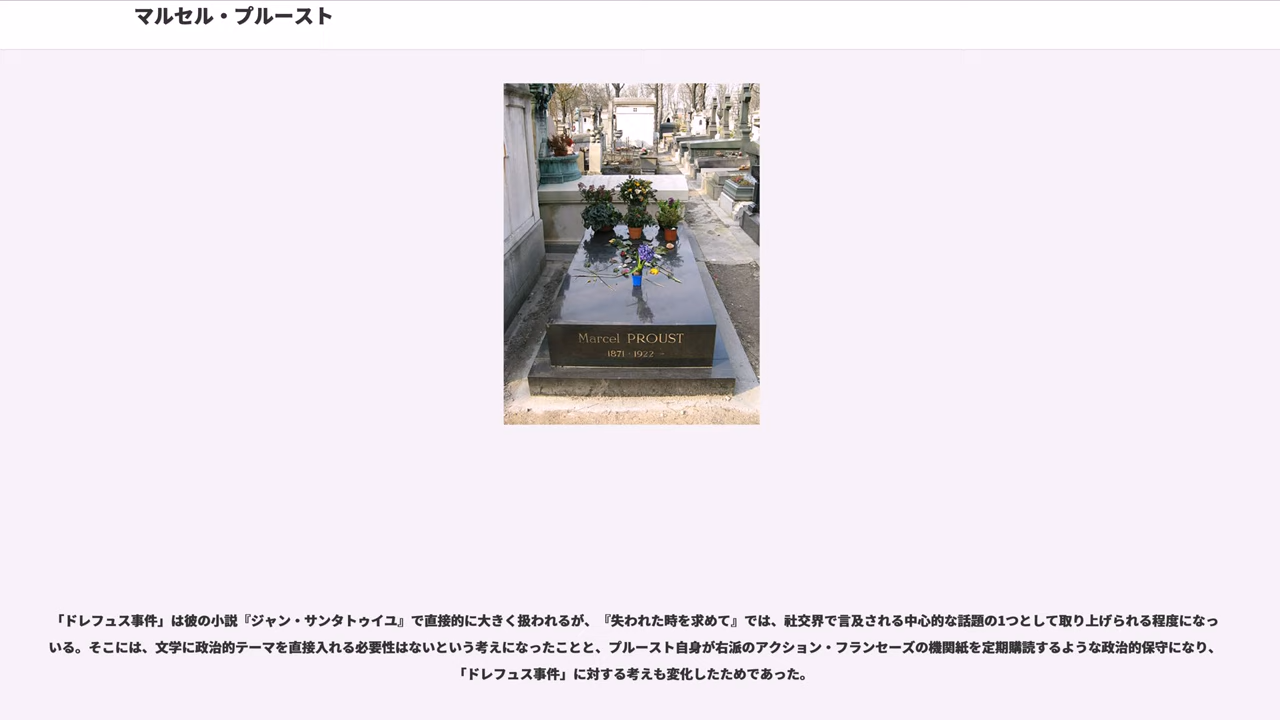 マルセル・プルースト
Marcel PROUST
1871 - 1922
「ドレフュス事件」は彼の小説『ジャン・サンタトゥイユ』で直接的に大きく扱われるが、『失われた時を求めて』では、社交界で言及される中心的な話題の1つとして取り上げられる程度になっ
いる。そこには、文学に政治的テーマを直接入れる必要性はないという考えになったことと、プルースト自身が右派のアクション・フランセーズの機関紙を定期購読するような政治的保守になり、
「ドレフュス事件」に対する考えも変化したためであった。